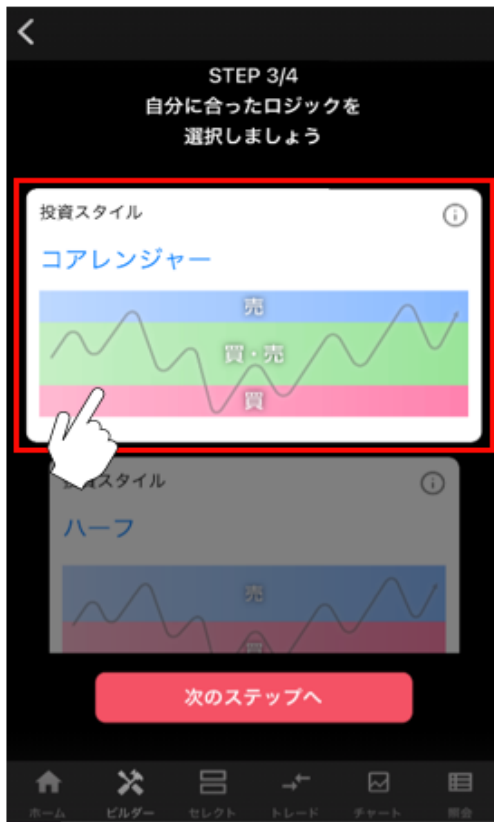 STEP 3/4
自分に合ったロジックを
選択しましょう
投資スタイル
コアレンジャー
売
買・売
買
投資スタイル
ハーフ
売
買
次のステップへ
ホーム
ビルダー
セレクト
トレード
チャート
照会